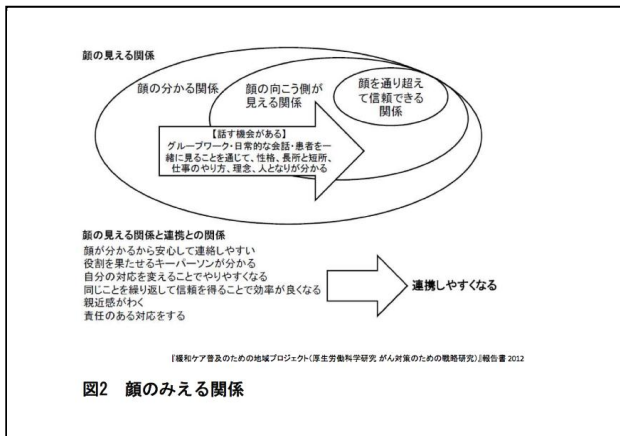 顔の見える関係
顔の分かる関係
顔の向こう側が
見える関係
顔を通り超え
て信頼できる
関係
【話す機会がある】
グループワーク・日常的な会話・患者を一
緒に見ることを通じて、性格、長所と短所、
仕事のやり方、理念、人となりが分かる
顔の見える関係と連携との関係
顔が分かるから安心して連絡しやすい
役割を果たせるキーパーソンが分かる
自分の対応を変えることでやりやすくなる
同じことを繰り返して信頼を得ることで効率が良くなる
親近感がわく
責任のある対応をする
連携しやすくなる
『緩和ケア普及のための地域プロジェクト(厚生労働科学研究 がん対策のための戦略研究)』報告書 2012
図2 顔のみえる関係